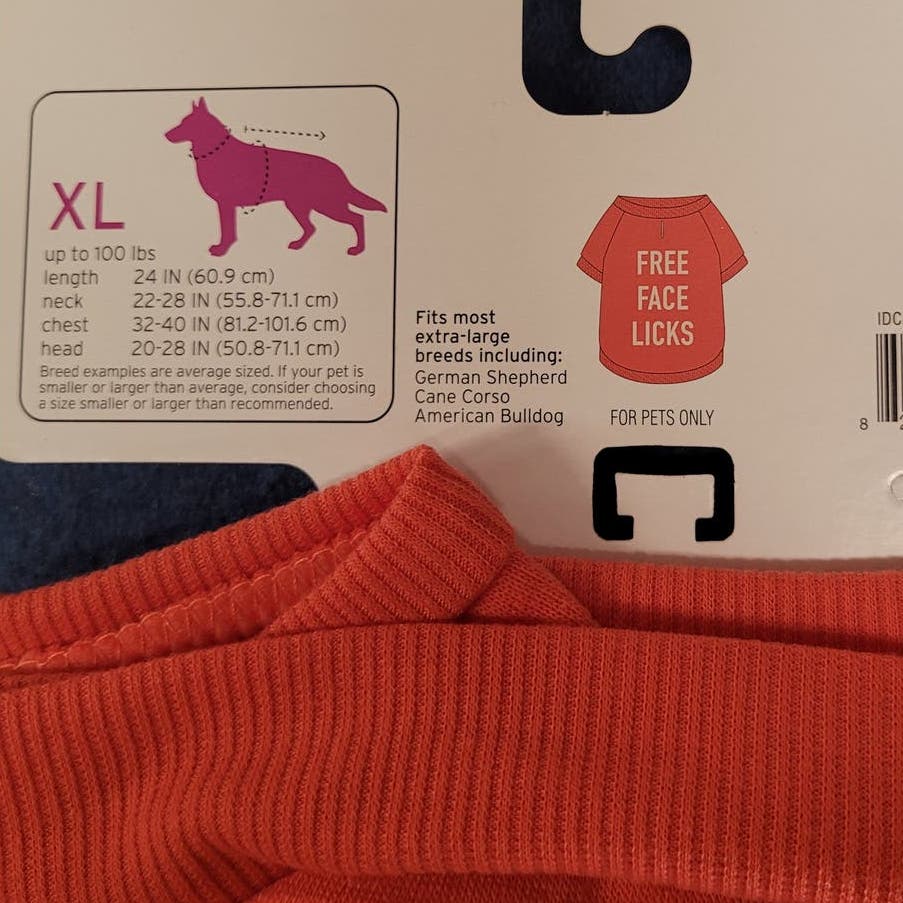 XL
up to 100 lbs
length 24 IN (60.9 cm)
neck 22-28 IN (55.8-71.1 cm)
chest 32-40 IN (81.2-101.6 cm)
head 20-28 IN (50.8-71.1 cm)
Breed examples are average sized. If your pet is
smaller or larger than average, consider choosing
a size smaller or larger than recommended.
Fits most
extra-large
breeds including:
German Shepherd
Cane Corso
American Bulldog
FREE
FACE
LICKS
FOR PETS ONLY
IDC
8